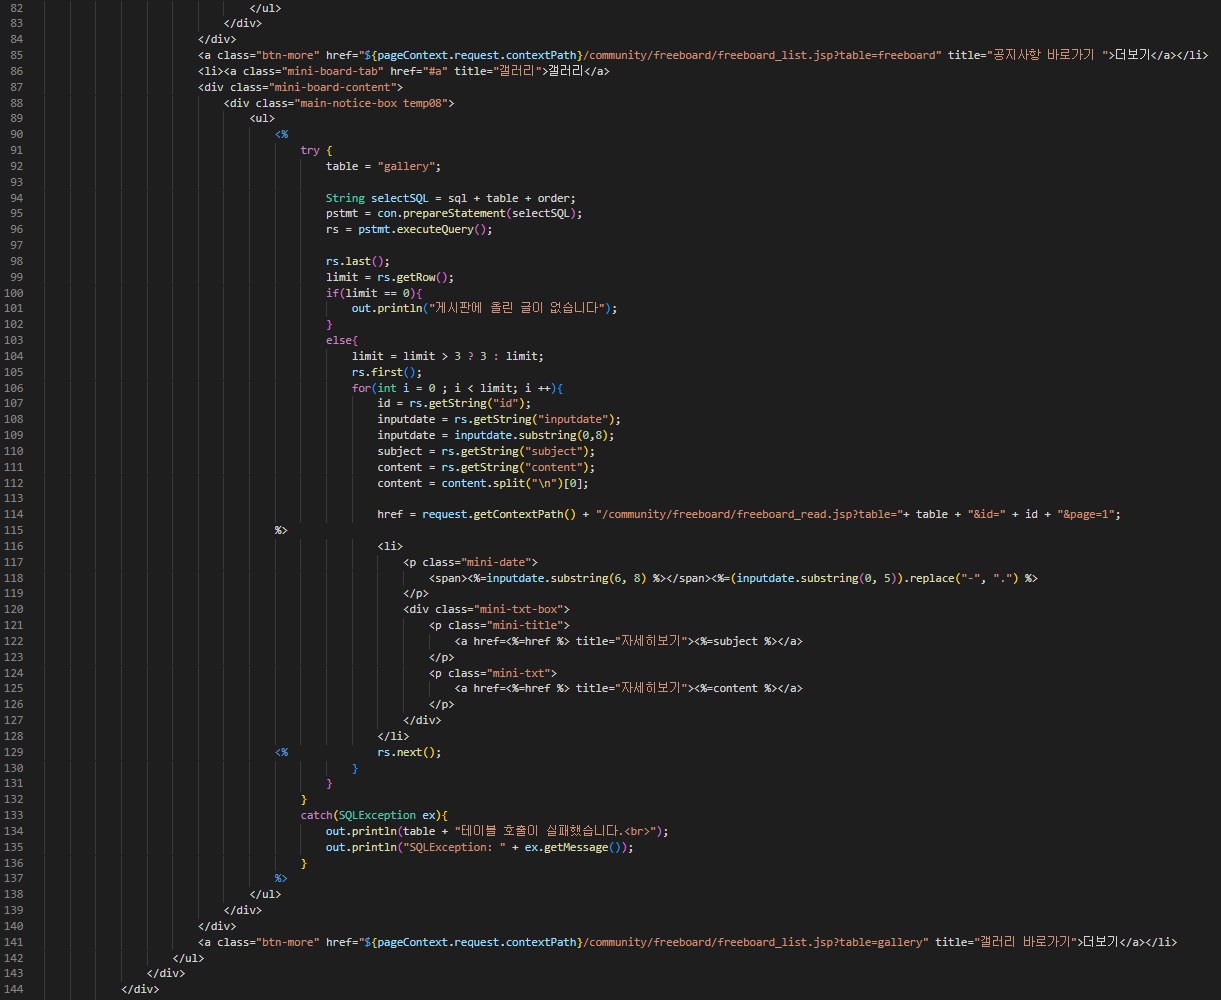 82 </ul>
83 </div>
84 </div>
85 <a class="btn-more" href="${pageContext.request.contextPath}/community/freeboard/freeboard_list.jsp?table=freeboard" title="공지사항 바로가기 ">더보기</a></li>
86 <li><a class="mini-board-tab" href="#a" title="갤러리">갤러리</a>
87 <div class="mini-board-content">
88 <div class="main-notice-box temp08">
89 <ul>
90 <%
91 try {
92 table = "gallery";
93
94 String selectSQL = sql + table + order;
95 pstmt = con.prepareStatement(selectSQL);
96 rs = pstmt.executeQuery();
97
98 rs.last();
99 limit = rs.getRow();
100 if(limit == 0){
101 out.println("게시판에 올린 글이 없습니다");
102 }
103 else{
104 limit = limit > 3 ? 3 : limit;
105 rs.first();
106 for(int i = 0 ; i < limit; i ++){
107 id = rs.getString("id");
108 inputdate = rs.getString("inputdate");
109 inputdate = inputdate.substring(0,8);
110 subject = rs.getString("subject");
111 content = rs.getString("content");
112 content = content.split("\n")[0];
113
114 href = request.getContextPath() + "/community/freeboard/freeboard_read.jsp?table="+ table + "&id=" + id + "&page=1";
115 %>
116 <li>
117 <p class="mini-date">
118 <span><%=inputdate.substring(6, 8) %></span><%=(inputdate.substring(0, 5)).replace("-", ".") %>
119 </p>
120 <div class="mini-txt-box">
121 <p class="mini-title">
122 <a href=<%=href %> title="자세히보기"><%=subject %></a>
123 </p>
124 <p class="mini-txt">
125 <a href=<%=href %> title="자세히보기"><%=content %></a>
126 </p>
127 </div>
128 </li>
129 <% rs.next();
130 }
131 }
132 }
133 catch(SQLException ex){
134 out.println(table + "테이블 호출이 실패했습니다.<br>");
135 out.println("SQLException: " + ex.getMessage());
136 }
137 %>
138 </ul>
139 </div>
140 </div>
141 <a class="btn-more" href="${pageContext.request.contextPath}/community/freeboard/freeboard_list.jsp?table=gallery" title="갤러리 바로가기">더보기</a></li>
142 </ul>
143 </div>
144 </div>